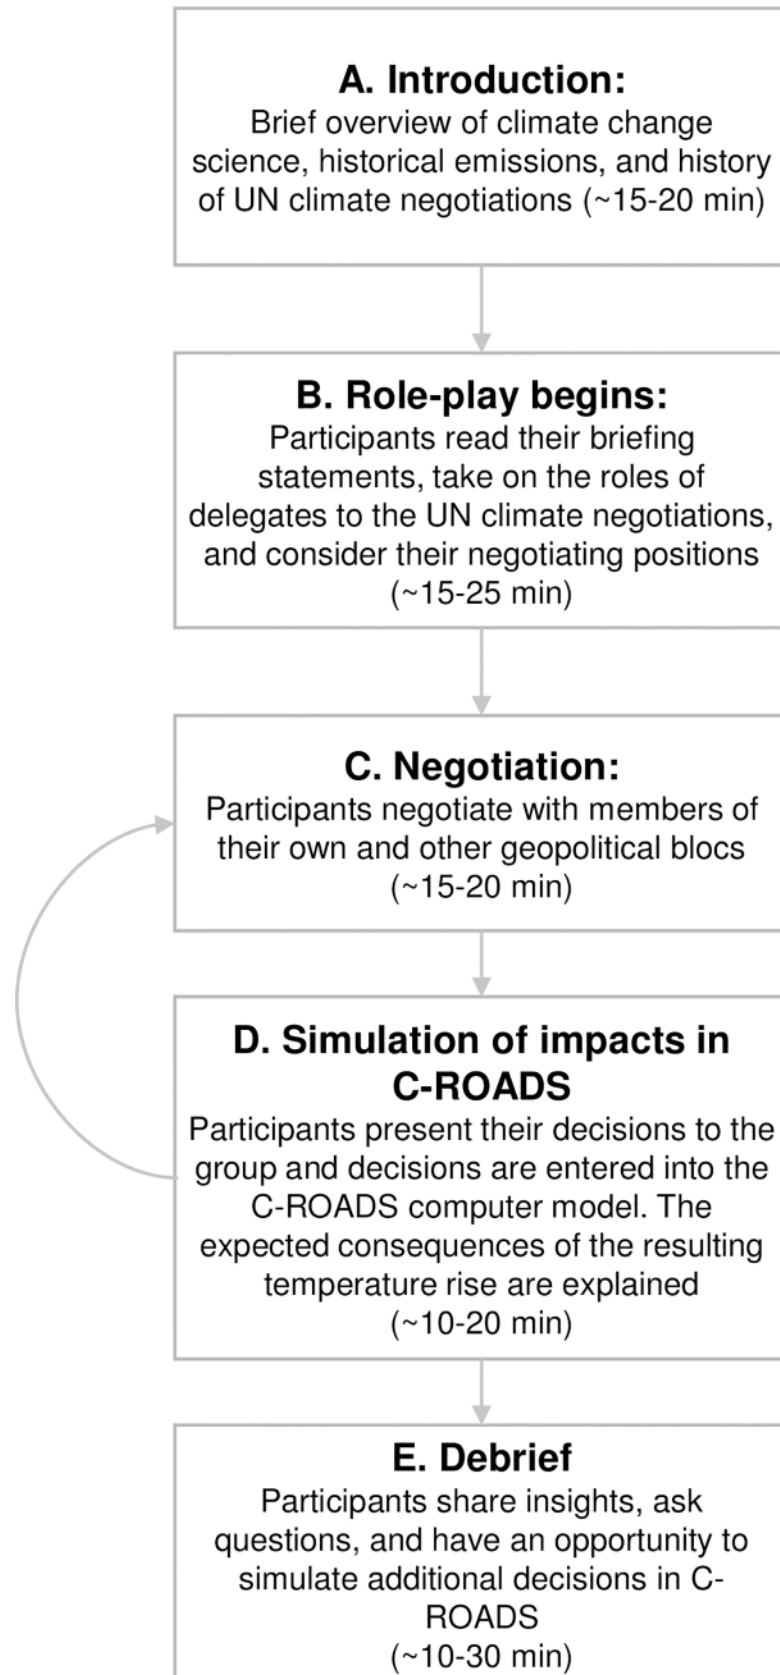 A. Introduction:
Brief overview of climate change
science, historical emissions, and history
of UN climate negotiations (~15-20 min)
B. Role-play begins:
Participants read their briefing
statements, take on the roles of
delegates to the UN climate negotiations,
and consider their negotiating positions
(~15-25 min)
C. Negotiation:
Participants negotiate with members of
their own and other geopolitical blocs
(~15-20 min)
D. Simulation of impacts in
C-ROADS
Participants present their decisions to the
group and decisions are entered into the
C-ROADS computer model. The
expected consequences of the resulting
temperature rise are explained
(~10-20 min)
E. Debrief
Participants share insights, ask
questions, and have an opportunity to
simulate additional decisions in C-
ROADS
(~10-30 min)